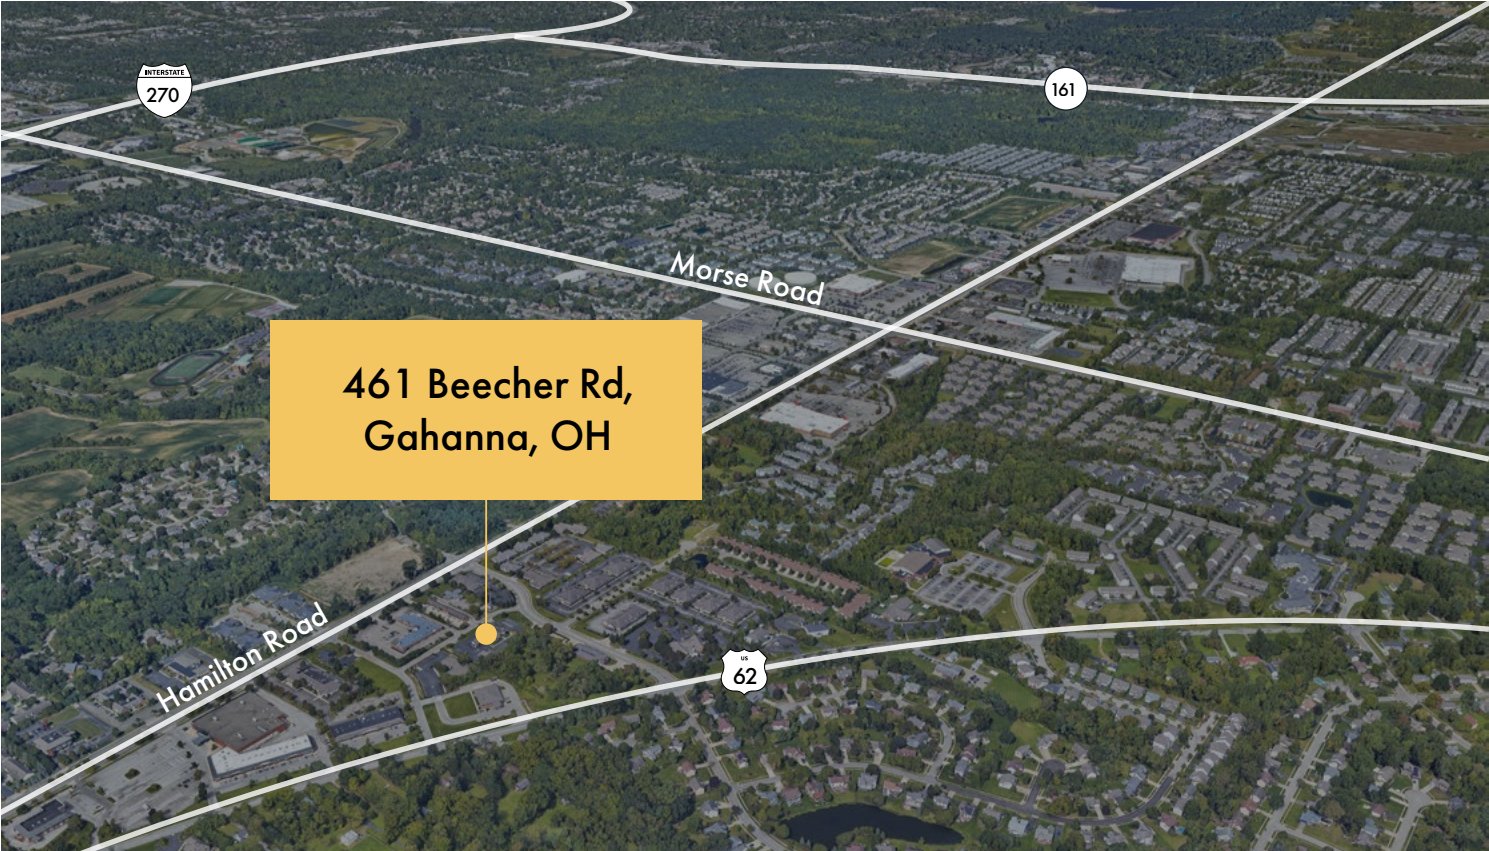 INTERSTATE
270
161
Morse Road
461 Beecher Rd,
Gahanna, OH
Hamilton Road
US
62